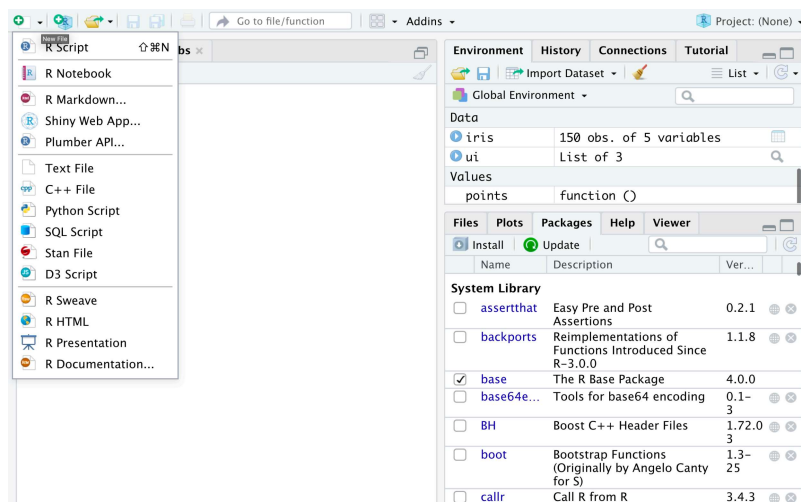 Go to file/function
Addins
Project: (None)
New File
R Script ⇧⌘N
R Notebook
R Markdown...
Shiny Web App...
Plumber API...
Text File
C++ File
Python Script
SQL Script
Stan File
D3 Script
R Sweave
R HTML
R Presentation
R Documentation...
bs ×
Environment History Connections Tutorial
Import Dataset List
Global Environment
Data
iris 150 obs. of 5 variables
ui List of 3
Values
points function ()
Files Plots Packages Help Viewer
Install Update
Name Description Ver...
System Library
assertthat Easy Pre and Post 0.2.1
Assertions
backports Reimplementations of 1.1.8
Functions Introduced Since
R-3.0.0
base The R Base Package 4.0.0
base64e... Tools for base64 encoding 0.1-
3
BH Boost C++ Header Files 1.72.0
3
boot Bootstrap Functions 1.3-
(Originally by Angelo Canty 25
for S)
callr Call R from R 3.4.3